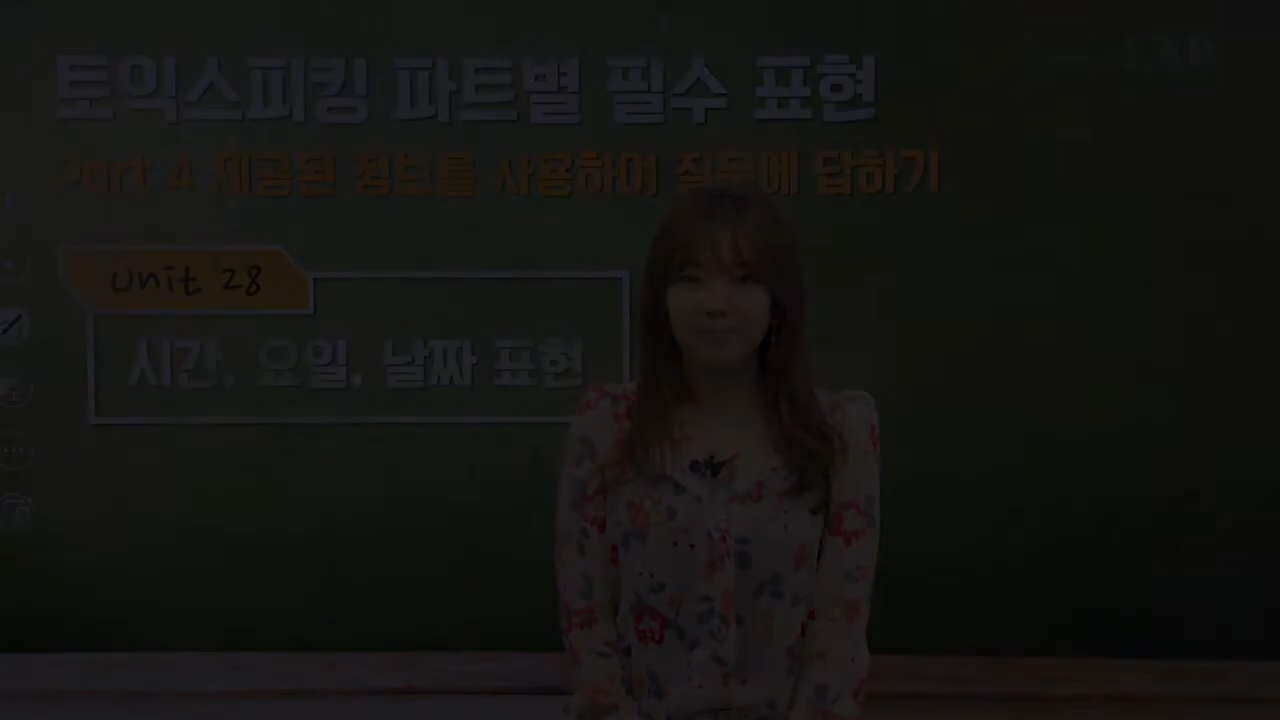 토익스피킹 파트별 필수 표현
Part 4 제공된 정보를 사용하여 질문에 답하기
unit 28
시간, 요일, 날짜 표현
LAB